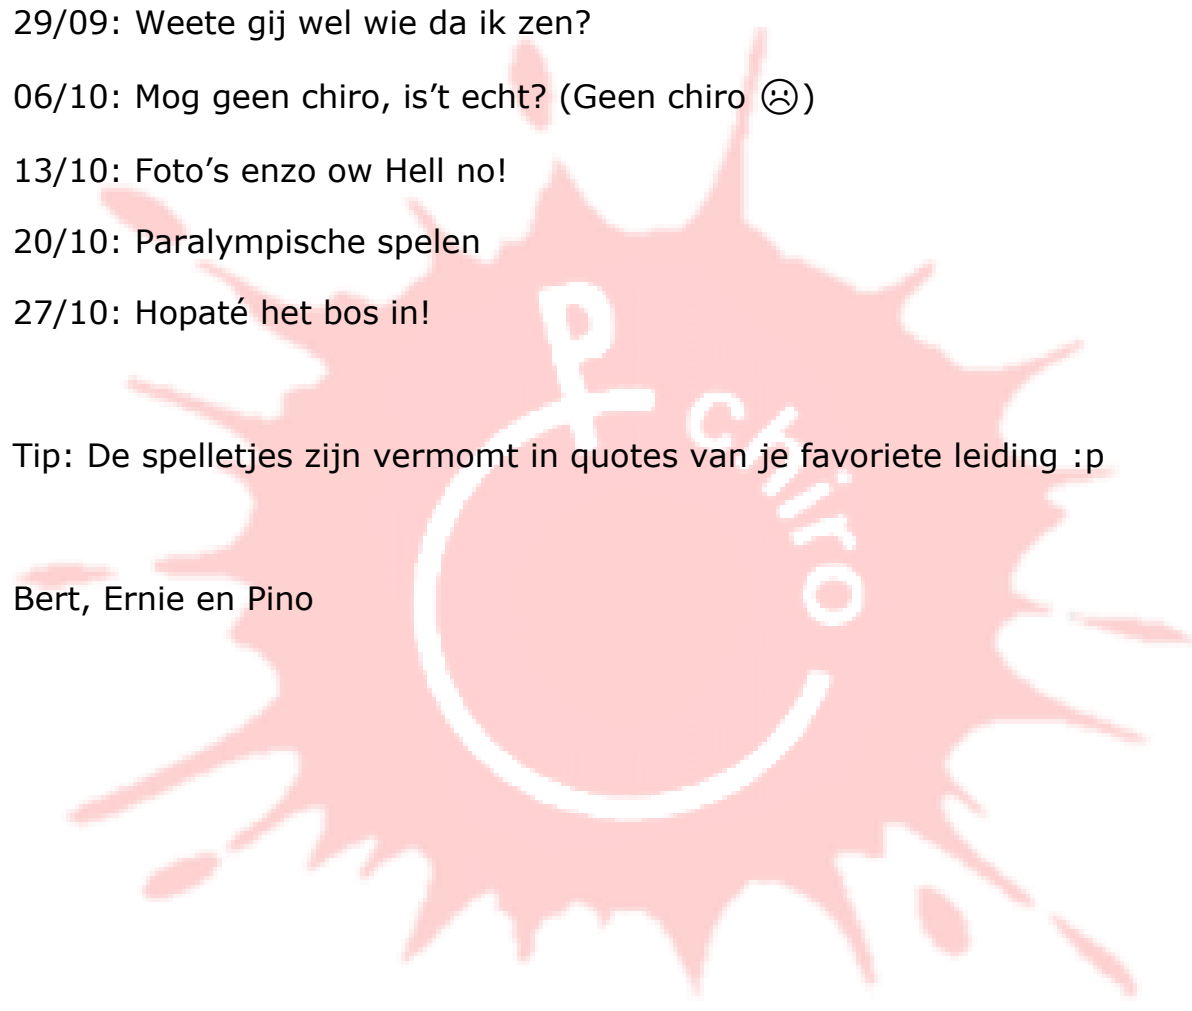 29/09: Weete gij wel wie da ik zen?
06/10: Mog geen chiro, is’t echt? (Geen chiro ☹)
13/10: Foto’s enzo ow Hell no!
20/10: Paralympische spelen
27/10: Hopaté het bos in!
chiro
Tip: De spelletjes zijn vermomt in quotes van je favoriete leiding :p
Bert, Ernie en Pino